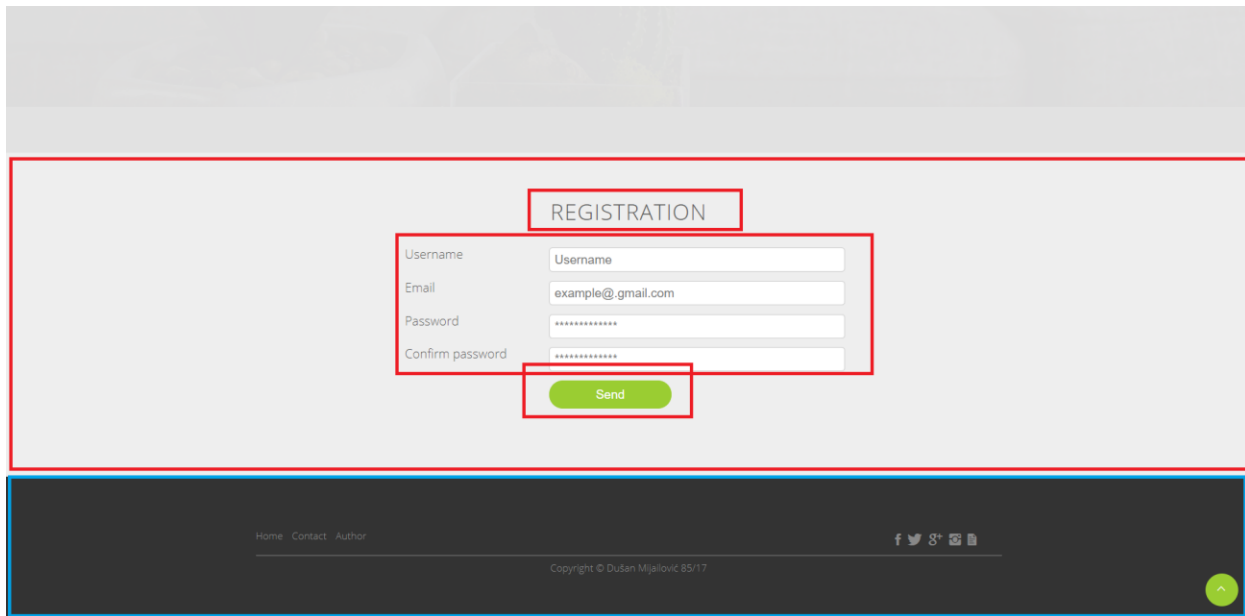 REGISTRATION
Username Username
Email example@.gmail.com
Password *************
Confirm password *************
Send
Home Contact Author
Copyright © Dušan Mijailović 85/17